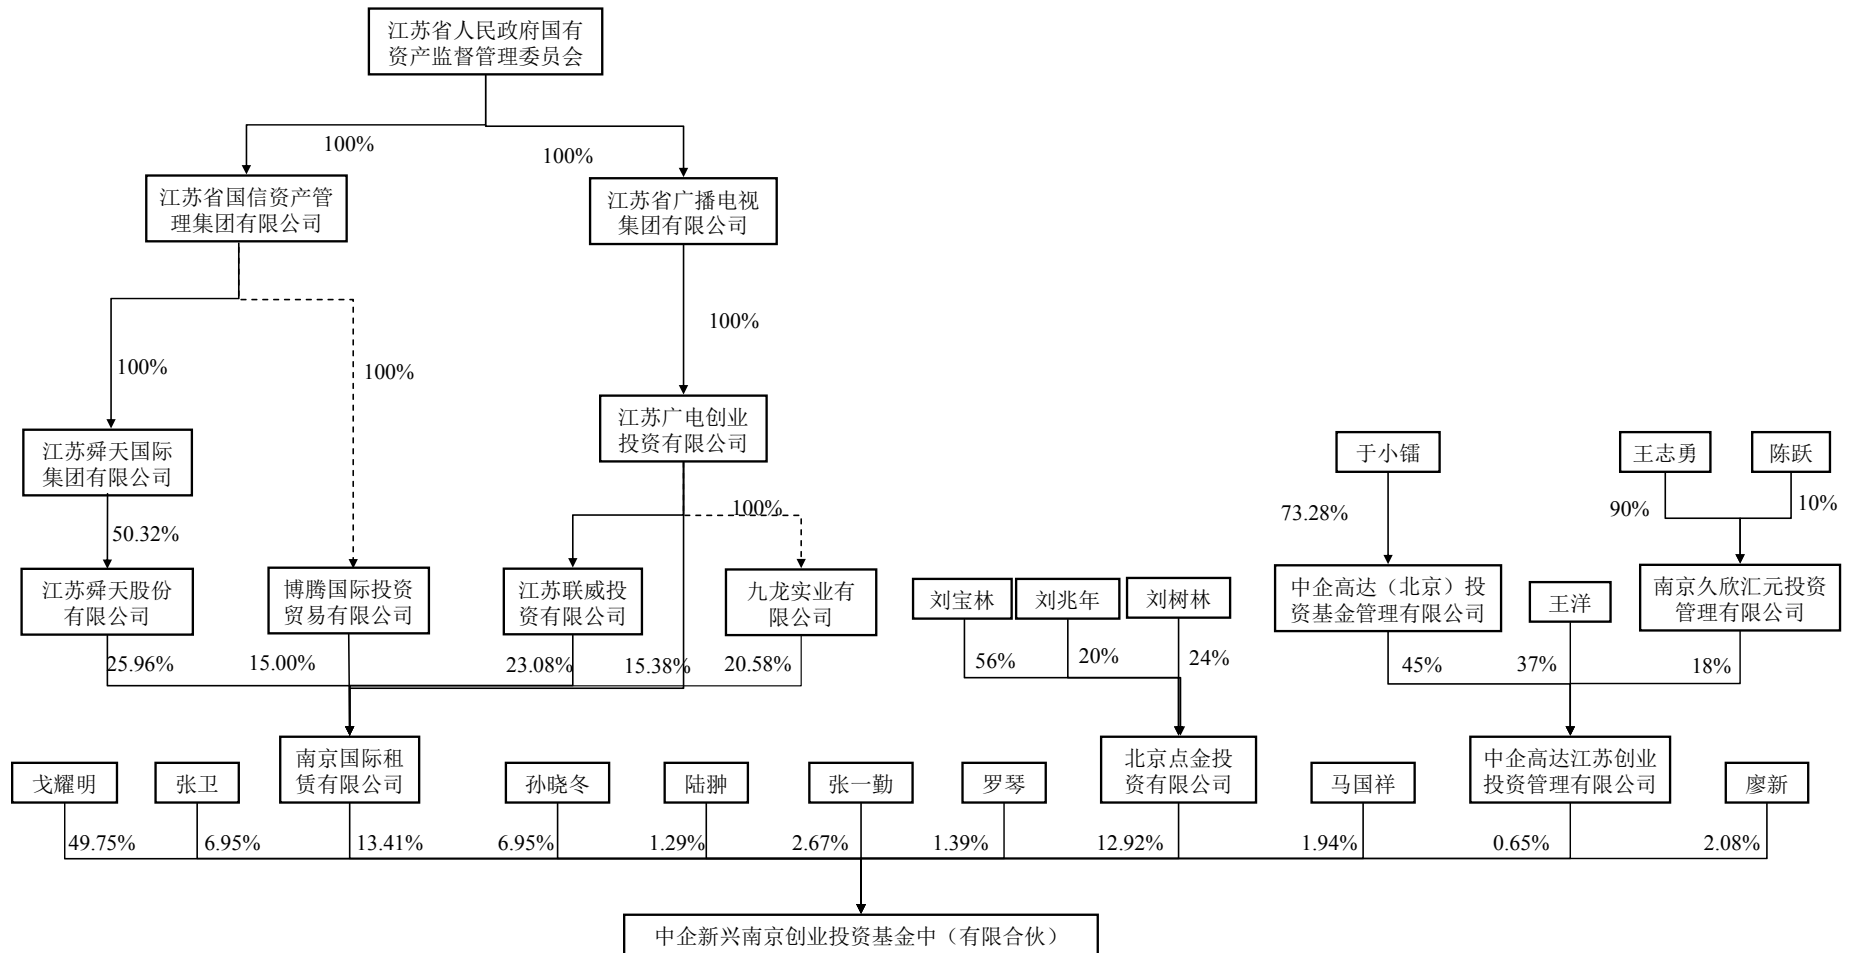 江苏省人民政府国有
资产监督管理委员会
100%
100%
江苏省国信资产管
理集团有限公司
江苏省广播电视
集团有限公司
100%
100%
100%
江苏广电创业
投资有限公司
江苏舜天国际
集团有限公司
于小镭
王志勇
陈跃
50.32%
100%
73.28%
90%
10%
江苏舜天股份
有限公司
博腾国际投资
贸易有限公司
江苏联威投
资有限公司
九龙实业有
限公司
刘宝林
刘兆年
刘树林
中企高达（北京）投
资基金管理有限公司
王洋
南京久欣汇元投资
管理有限公司
25.96%
15.00%
23.08%
15.38%
20.58%
56%
20%
24%
45%
37%
18%
戈耀明
张卫
南京国际租
赁有限公司
孙晓冬
陆翀
张一勤
罗琴
北京点金投
资有限公司
马国祥
中企高达江苏创业
投资管理有限公司
廖新
49.75%
6.95%
13.41%
6.95%
1.29%
2.67%
1.39%
12.92%
1.94%
0.65%
2.08%
中企新兴南京创业投资基金中（有限合伙）